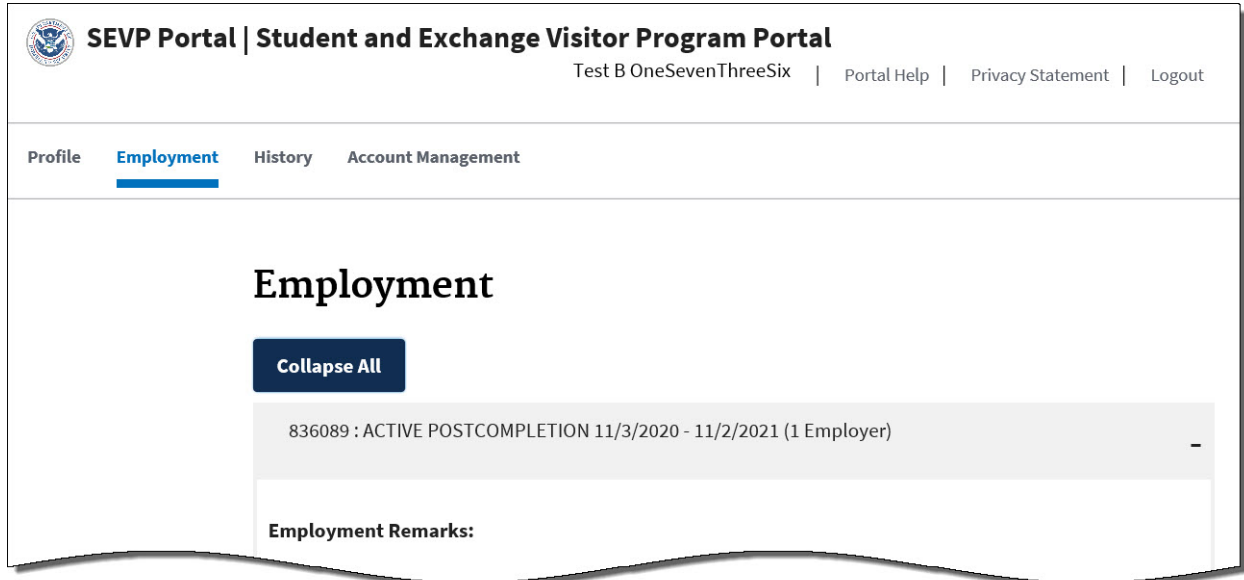 SEVP Portal | Student and Exchange Visitor Program Portal
Test B OneSevenThreeSix | Portal Help | Privacy Statement | Logout
Profile Employment History Account Management
Employment
Collapse All
836089 : ACTIVE POSTCOMPLETION 11/3/2020 - 11/2/2021 (1 Employer) -
Employment Remarks: